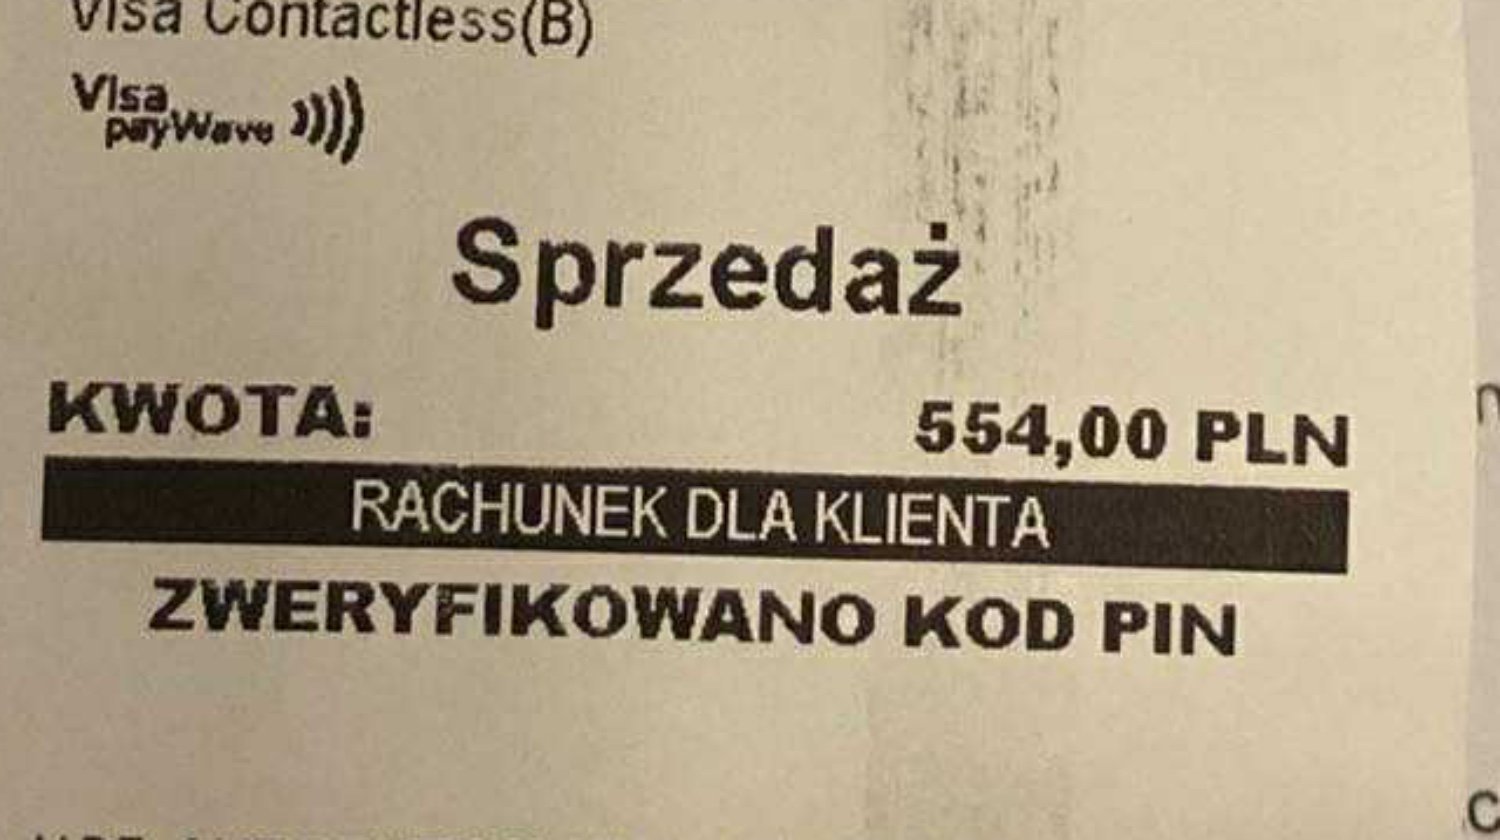 Visa Contactless(B)
Visa
payWave
Sprzedaż
KWOTA: 554,00 PLN
RACHUNEK DLA KLIENTA
ZWERYFIKOWANO KOD PIN